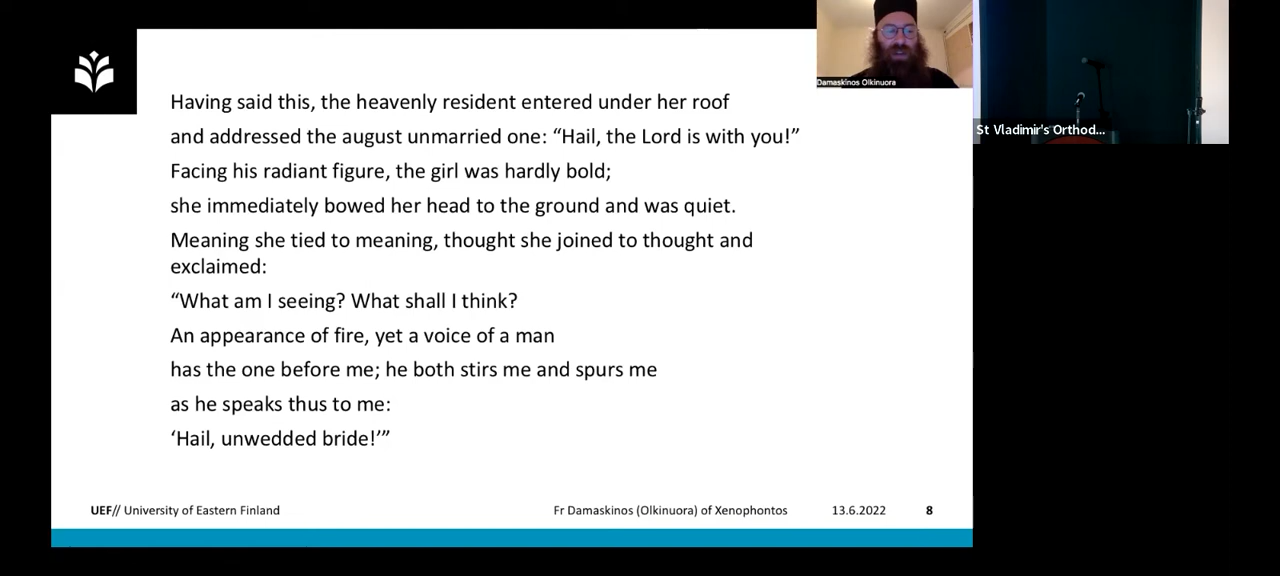 Having said this, the heavenly resident entered under her roof
and addressed the august unmarried one: “Hail, the Lord is with you!”
Facing his radiant figure, the girl was hardly bold;
she immediately bowed her head to the ground and was quiet.
Meaning she tied to meaning, thought she joined to thought and
exclaimed:
“What am I seeing? What shall I think?
An appearance of fire, yet a voice of a man
has the one before me; he both stirs me and spurs me
as he speaks thus to me:
‘Hail, unwedded bride!’”
UEF// University of Eastern Finland
Fr Damaskinos (Olkinuora) of Xenophontos
13.6.2022
8
Damaskinos Olkinuora
St Vladimir's Orthod...